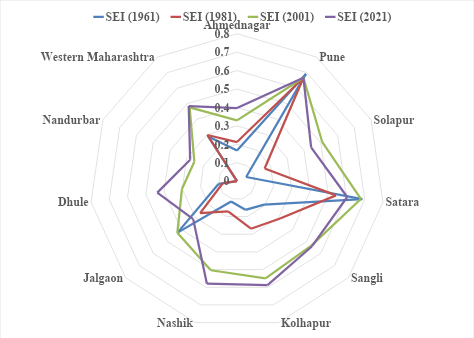 SEI (1961) SEI (1981) SEI (2001) SEI (2021)
Ahmednagar
0.8
0.7
0.6
0.5
0.4
0.3
0.2
0.1
0
Pune
Solapur
Satara
Sangli
Kolhapur
Nashik
Jalgaon
Dhule
Nandurbar
Western Maharashtra